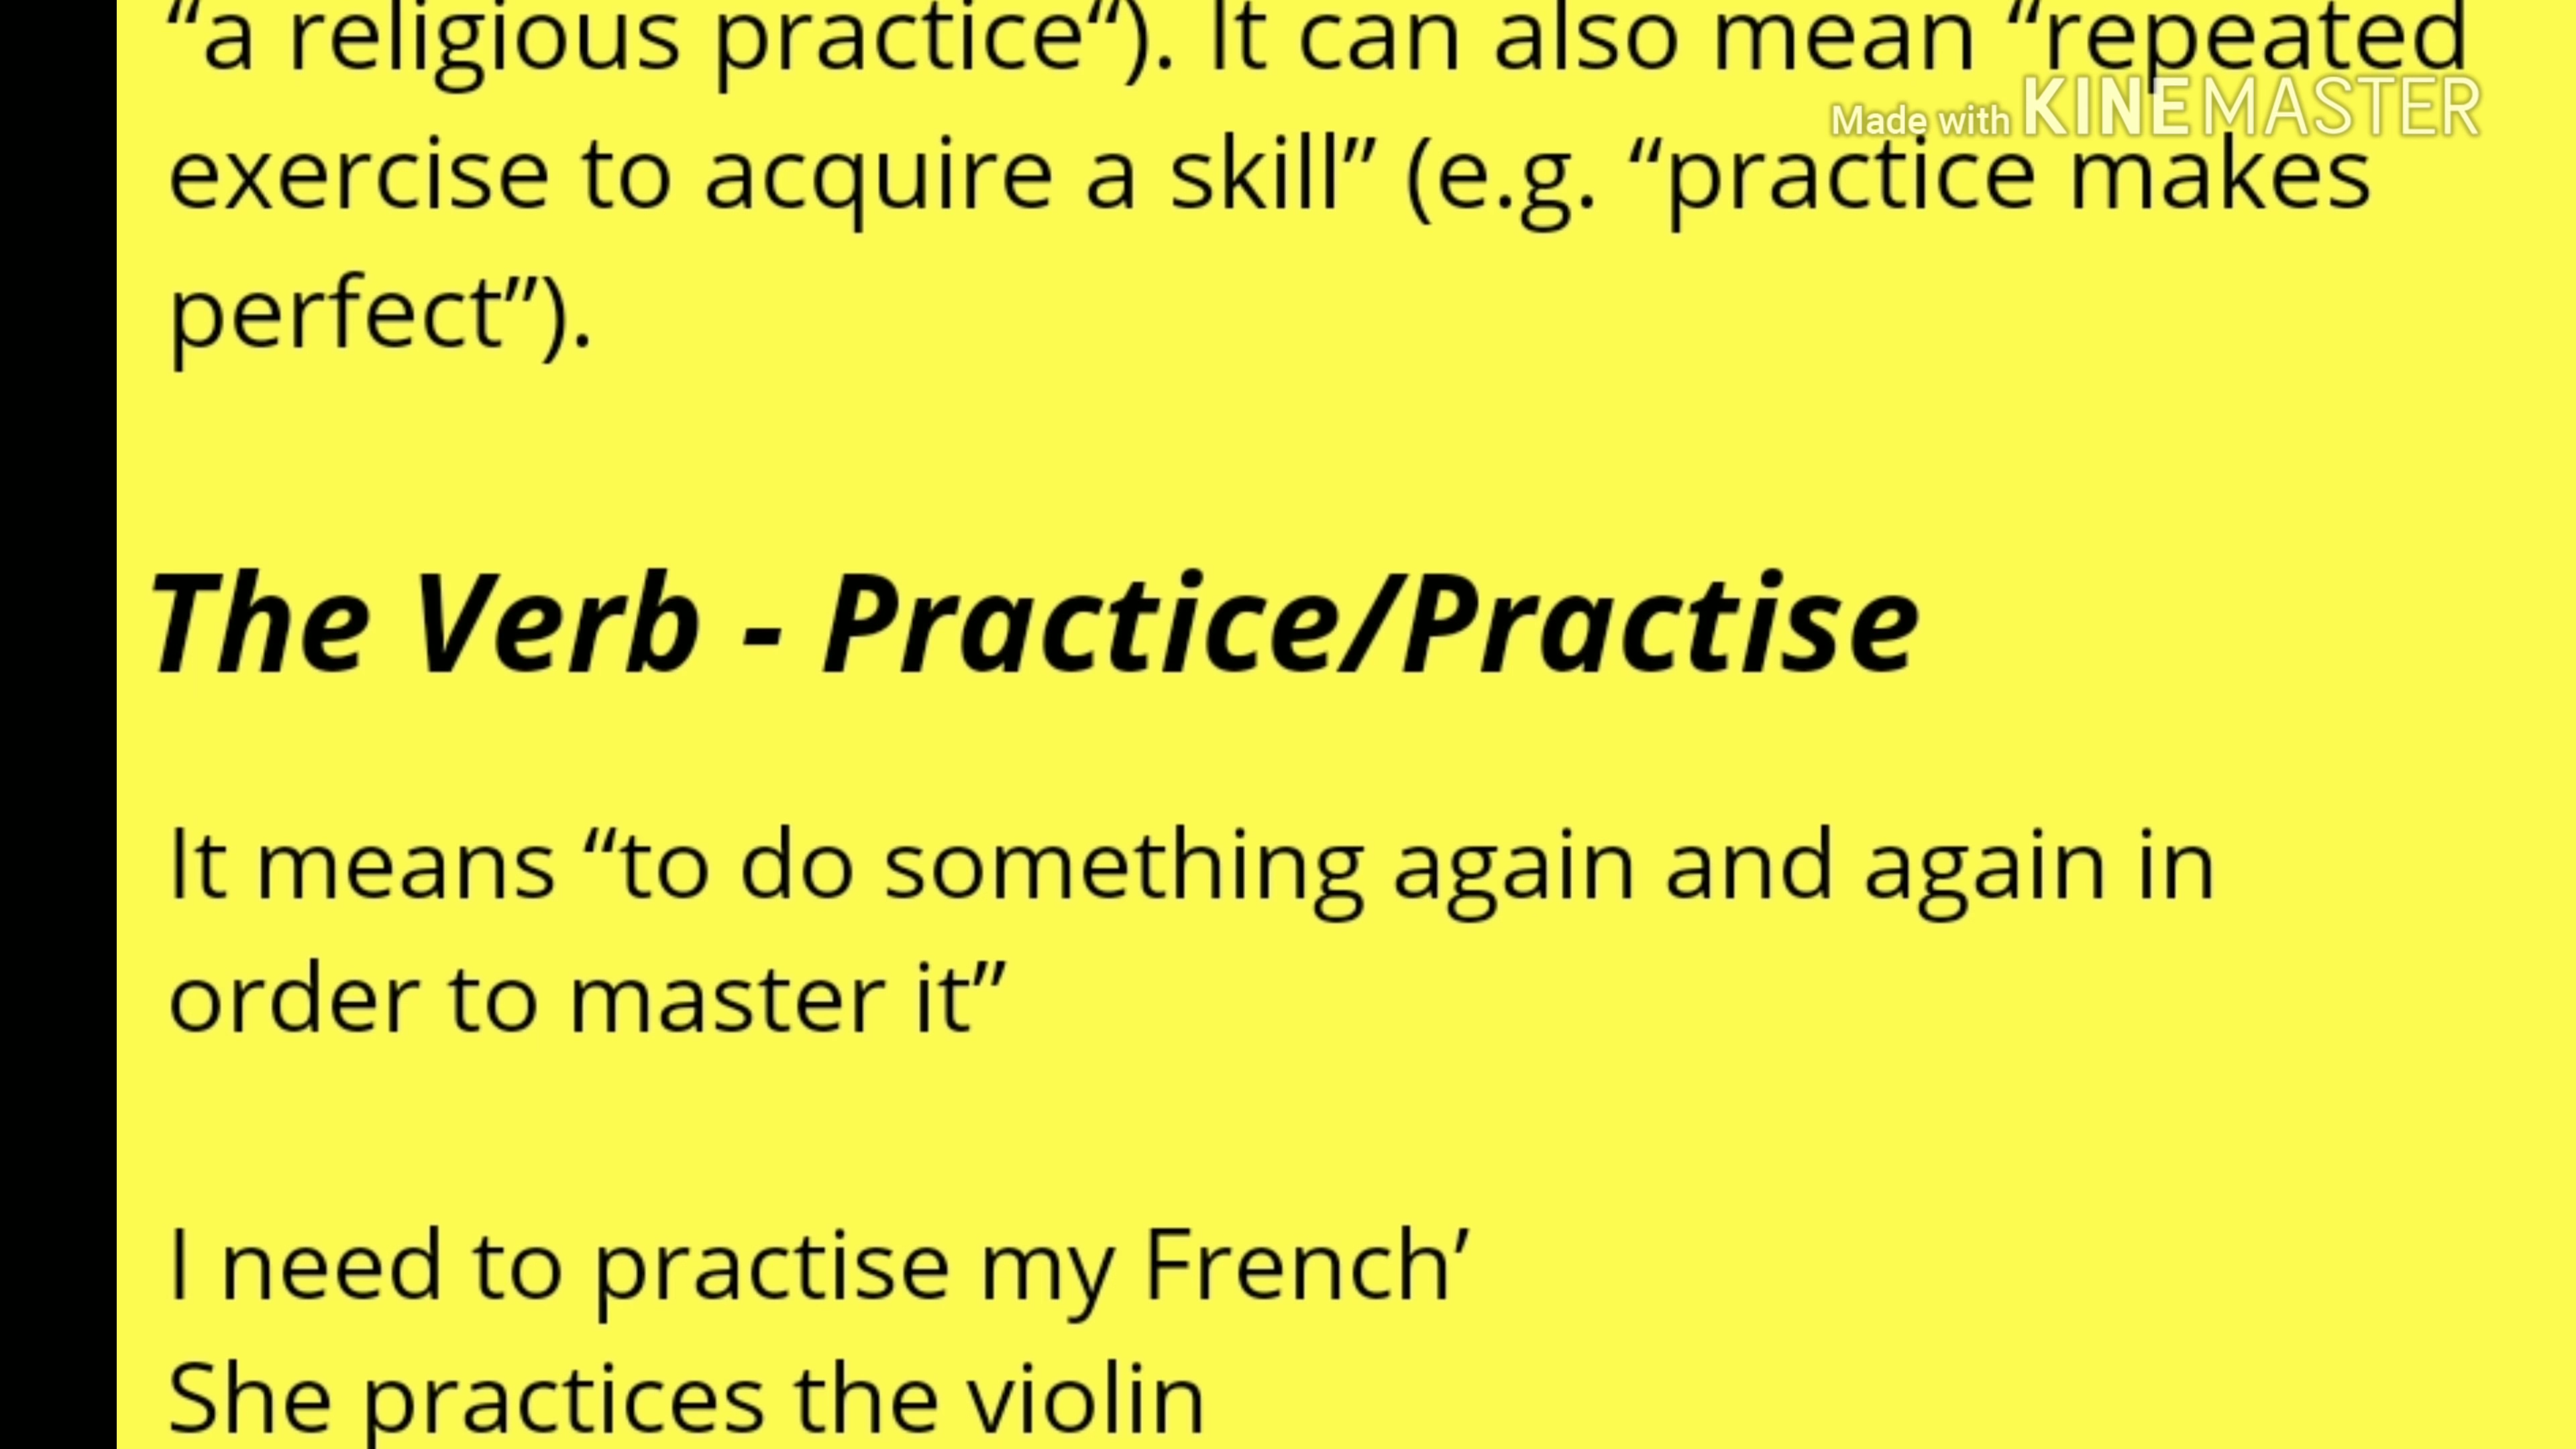 “a religious practice“). It can also mean “repeated
Made with KINEMASTER
exercise to acquire a skill” (e.g. “practice makes
perfect”).
The Verb - Practice/Practise
It means “to do something again and again in
order to master it”
I need to practise my French’
She practices the violin